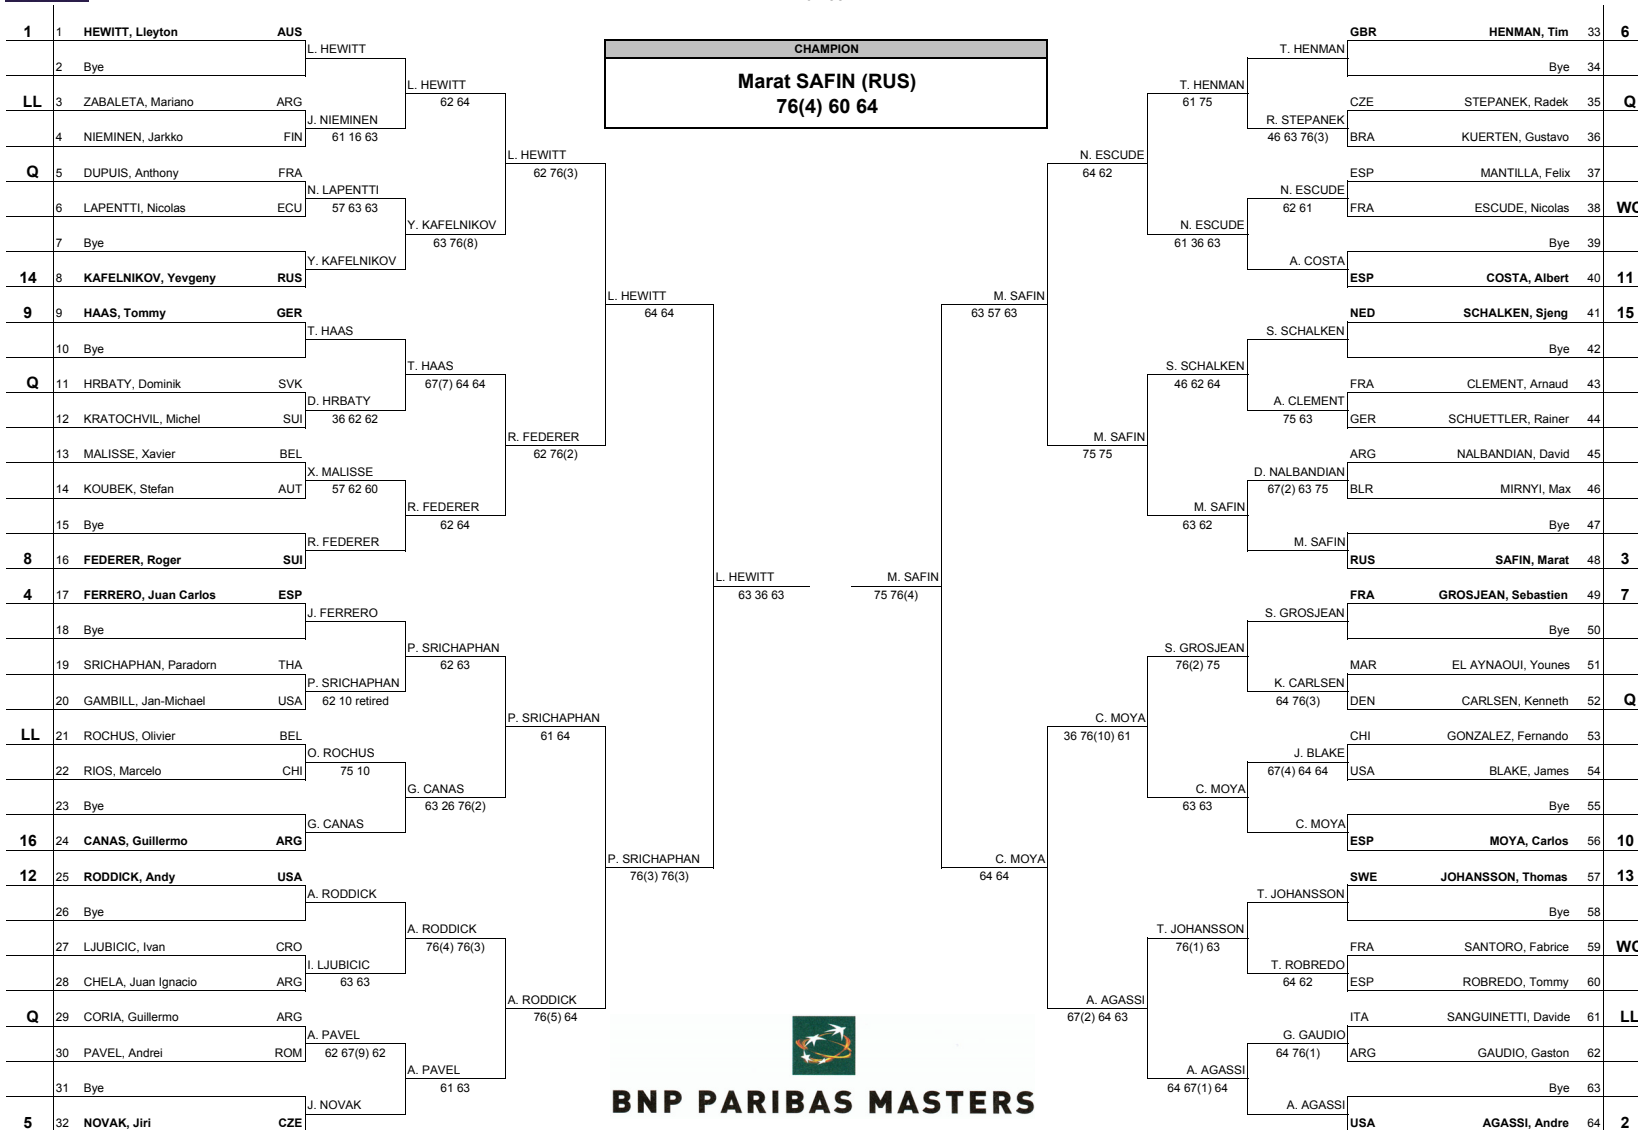 1 1 HEWITT, Lleyton AUS
L. HEWITT
2 Bye
L. HEWITT
62 64
LL 3 ZABALETA, Mariano ARG
J. NIEMINEN
4 NIEMINEN, Jarkko FIN 61 16 63
L. HEWITT
62 76(3)
Q 5 DUPUIS, Anthony FRA
N. LAPENTTI
6 LAPENTTI, Nicolas ECU 57 63 63
Y. KAFELNIKOV
63 76(8)
7 Bye
Y. KAFELNIKOV
14 8 KAFELNIKOV, Yevgeny RUS
L. HEWITT
64 64
9 9 HAAS, Tommy GER
T. HAAS
10 Bye
T. HAAS
67(7) 64 64
Q 11 HRBATY, Dominik SVK
D. HRBATY
12 KRATOCHVIL, Michel SUI 36 62 62
R. FEDERER
62 76(2)
13 MALISSE, Xavier BEL
X. MALISSE
14 KOUBEK, Stefan AUT 57 62 60
R. FEDERER
62 64
15 Bye
R. FEDERER
8 16 FEDERER, Roger SUI
L. HEWITT
63 36 63
4 17 FERRERO, Juan Carlos ESP
J. FERRERO
18 Bye
P. SRICHAPHAN
62 63
19 SRICHAPHAN, Paradorn THA
P. SRICHAPHAN
20 GAMBILL, Jan-Michael USA 62 10 retired
P. SRICHAPHAN
61 64
LL 21 ROCHUS, Olivier BEL
O. ROCHUS
22 RIOS, Marcelo CHI 75 10
G. CANAS
63 26 76(2)
23 Bye
G. CANAS
16 24 CANAS, Guillermo ARG
P. SRICHAPHAN
76(3) 76(3)
12 25 RODDICK, Andy USA
A. RODDICK
26 Bye
A. RODDICK
76(4) 76(3)
27 LJUBICIC, Ivan CRO
I. LJUBICIC
28 CHELA, Juan Ignacio ARG 63 63
A. RODDICK
76(5) 64
Q 29 CORIA, Guillermo ARG
A. PAVEL
30 PAVEL, Andrei ROM 62 67(9) 62
A. PAVEL
61 63
31 Bye
J. NOVAK
5 32 NOVAK, Jiri CZE
CHAMPION
Marat SAFIN (RUS)
76(4) 60 64
GBR HENMAN, Tim 33 6
T. HENMAN
Bye 34
T. HENMAN
61 75
CZE STEPANEK, Radek 35 Q
R. STEPANEK
46 63 76(3) BRA KUERTEN, Gustavo 36
N. ESCUDE
64 62
ESP MANTILLA, Felix 37
N. ESCUDE
62 61 FRA ESCUDE, Nicolas 38 WC
N. ESCUDE
61 36 63
Bye 39
A. COSTA
ESP COSTA, Albert 40 11
M. SAFIN
63 57 63
NED SCHALKEN, Sjeng 41 15
S. SCHALKEN
Bye 42
S. SCHALKEN
46 62 64
FRA CLEMENT, Arnaud 43
A. CLEMENT
75 63 GER SCHUETTLER, Rainer 44
M. SAFIN
75 75
ARG NALBANDIAN, David 45
D. NALBANDIAN
67(2) 63 75 BLR MIRNYI, Max 46
M. SAFIN
63 62
Bye 47
M. SAFIN
RUS SAFIN, Marat 48 3
M. SAFIN
75 76(4)
FRA GROSJEAN, Sebastien 49 7
S. GROSJEAN
Bye 50
S. GROSJEAN
76(2) 75
MAR EL AYNAOUI, Younes 51
K. CARLSEN
64 76(3) DEN CARLSEN, Kenneth 52 Q
C. MOYA
36 76(10) 61
CHI GONZALEZ, Fernando 53
J. BLAKE
67(4) 64 64 USA BLAKE, James 54
C. MOYA
63 63
Bye 55
C. MOYA
ESP MOYA, Carlos 56 10
C. MOYA
64 64
SWE JOHANSSON, Thomas 57 13
T. JOHANSSON
Bye 58
T. JOHANSSON
76(1) 63
FRA SANTORO, Fabrice 59 WC
T. ROBREDO
64 62 ESP ROBREDO, Tommy 60
A. AGASSI
67(2) 64 63
ITA SANGUINETTI, Davide 61 LL
G. GAUDIO
64 76(1) ARG GAUDIO, Gaston 62
A. AGASSI
64 67(1) 64
Bye 63
A. AGASSI
USA AGASSI, Andre 64 2
BNP PARIBAS MASTERS